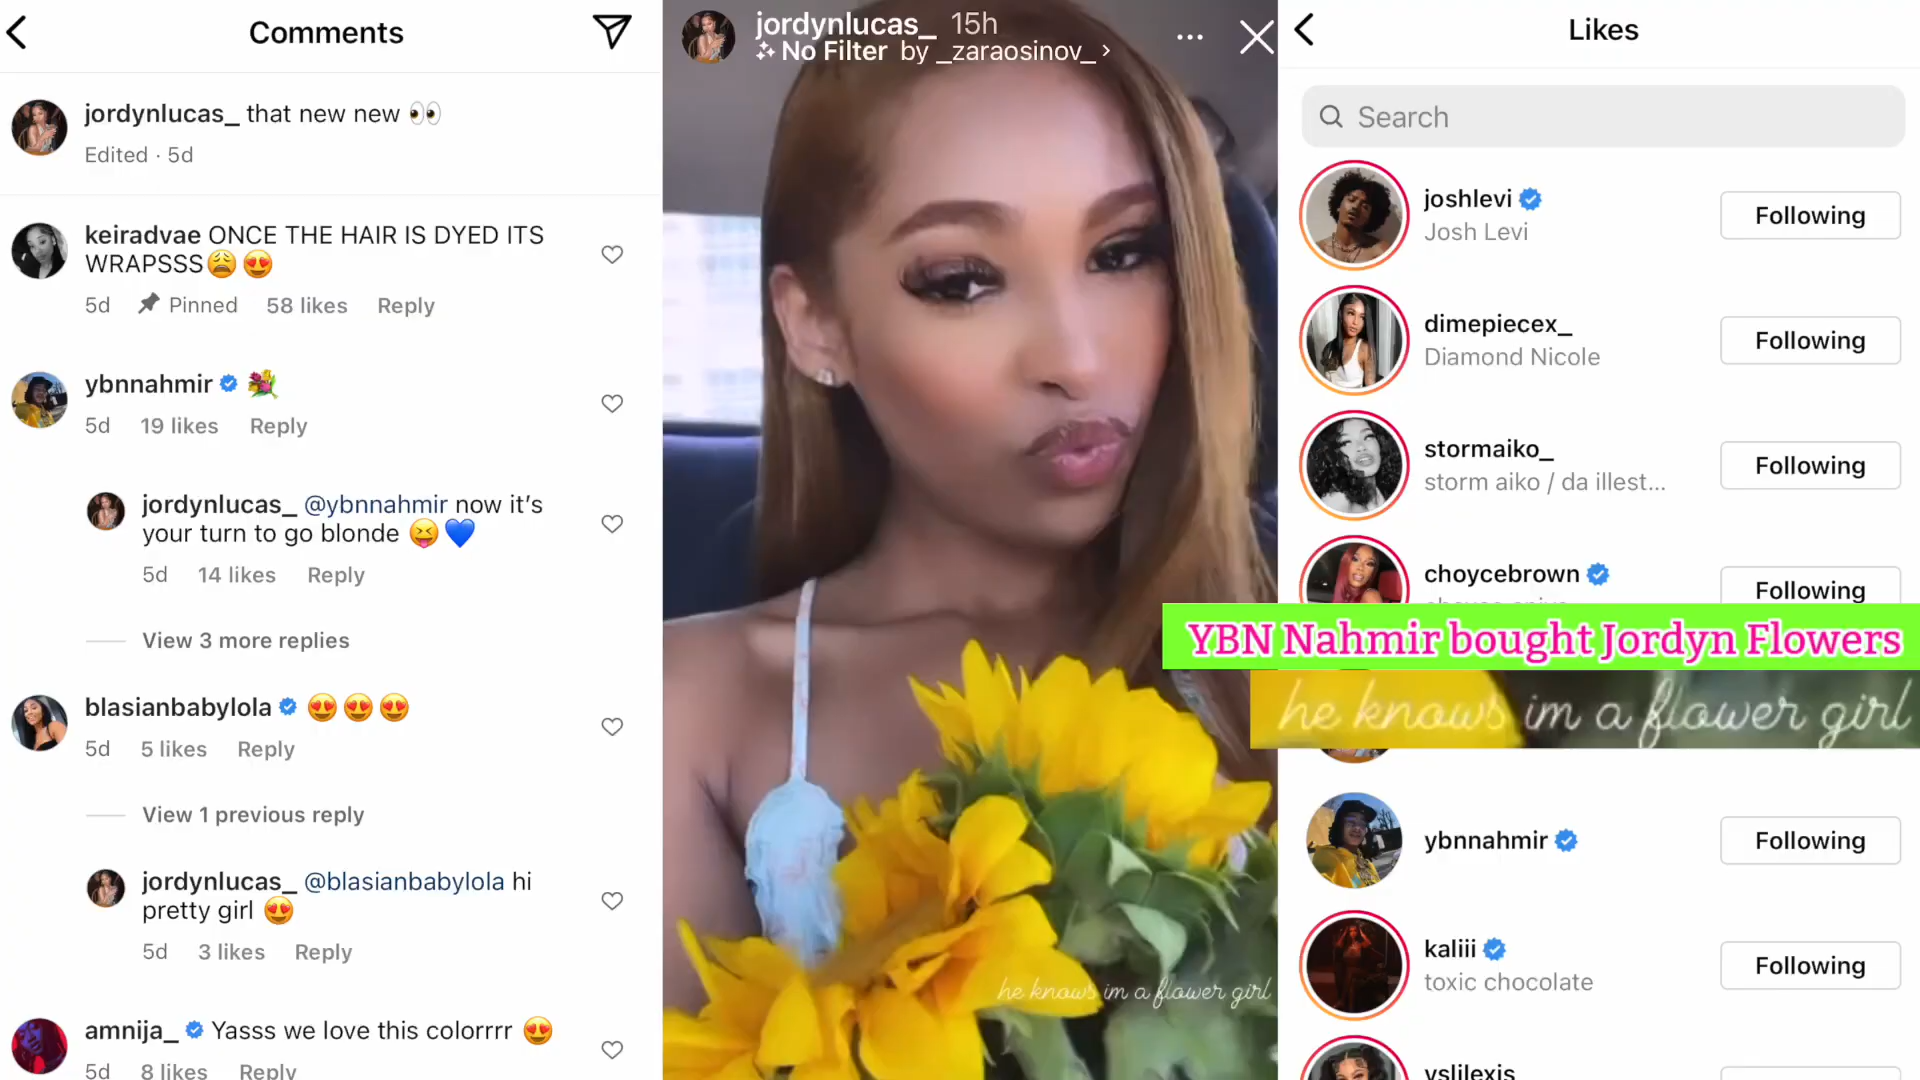 Comments
jordynlucas_ that new new 👀
Edited · 5d
keiradvae ONCE THE HAIR IS DYED ITS
WRAPSSS😩😍
5d Pinned 58 likes Reply
ybnnahmir 💐
5d 19 likes Reply
jordynlucas_ @ybnnahmir now it's
your turn to go blonde 😝💙
5d 14 likes Reply
View 3 more replies
blasianbabylola 😍😍😍
5d 5 likes Reply
View 1 previous reply
jordynlucas_ @blasianbabylola hi
pretty girl 😍
5d 3 likes Reply
amnija_ Yasss we love this colorrrr 😍
5d 8 likes Reply
jordynlucas_ 15h
No Filter by _zaraosinov_ >
he knows im a flower girl
Likes
Search
joshlevi
Josh Levi
Following
dimepiecex_
Diamond Nicole
Following
stormaiko_
storm aiko / da illest...
Following
choycebrown
Following
YBN Nahmir bought Jordyn Flowers
he knows im a flower girl
ybnnahmir
Following
kaliii
toxic chocolate
Following
yslilexis